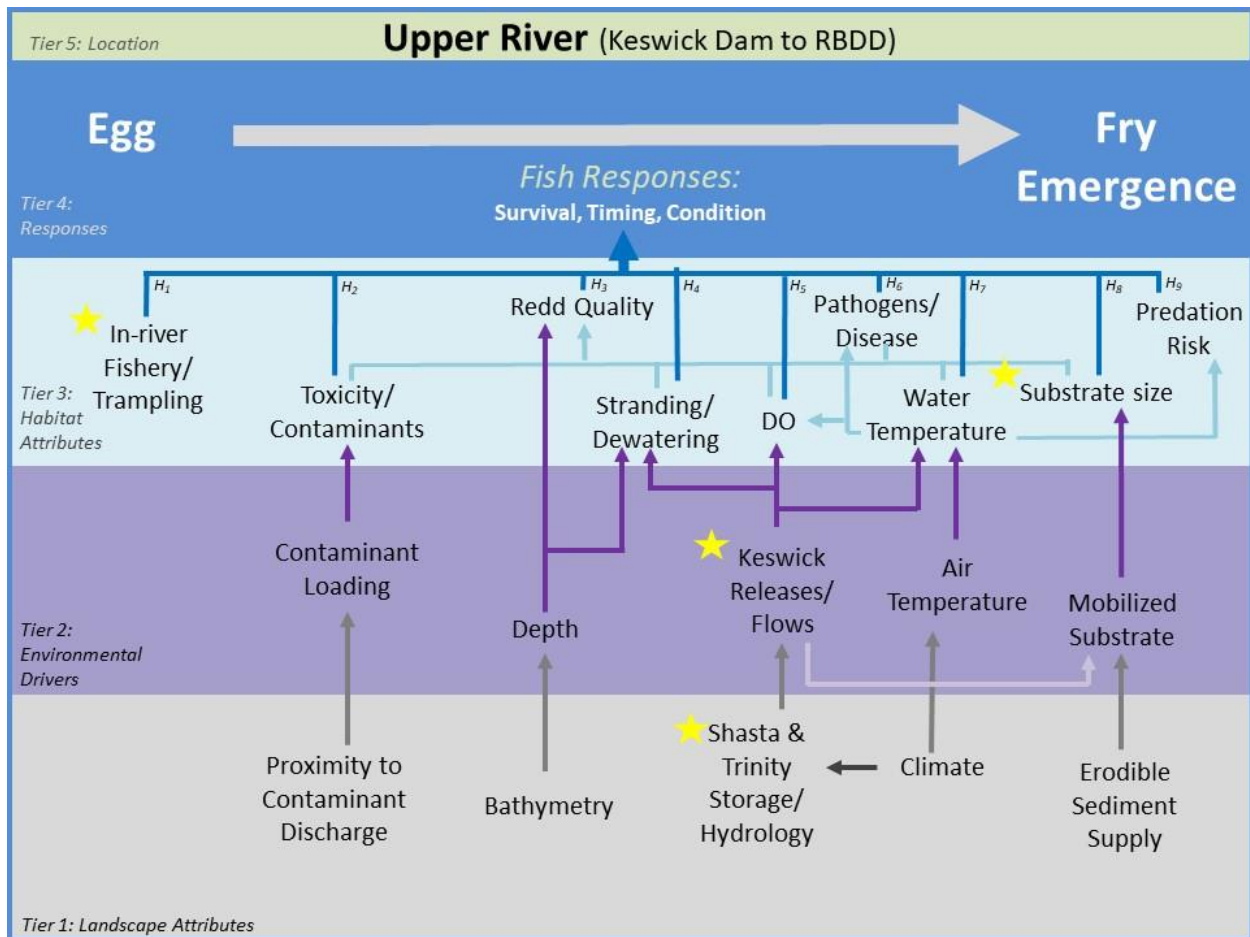 Tier 5: Location
Upper River (Keswick Dam to RBDD)
Egg
Fry
Emergence
Fish Responses:
Survival, Timing, Condition
Tier 4:
Responses
H1
H2
H3
H4
H5
H6
H7
H8
H9
In-river
Fishery/
Trampling
Toxicity/
Contaminants
Redd Quality
Stranding/
Dewatering
DO
Pathogens/
Disease
Water
Temperature
Substrate size
Predation
Risk
Tier 3:
Habitat
Attributes
Contaminant
Loading
Depth
Keswick
Releases/
Flows
Air
Temperature
Mobilized
Substrate
Tier 2:
Environmental
Drivers
Proximity to
Contaminant
Discharge
Bathymetry
Shasta &
Trinity
Storage/
Hydrology
Climate
Erodible
Sediment
Supply
Tier 1: Landscape Attributes